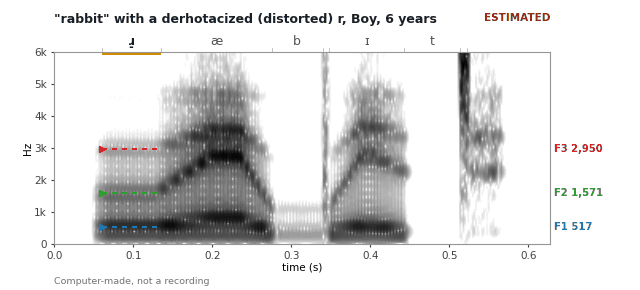 "rabbit" with a derhotacized (distorted) r, Boy, 6 years
ESTIMATED
ɹ̠ æ b ɪ t
6k
5k
4k
3k
2k
1k
0
Hz
F3 2,950
F2 1,571
F1 517
0.0 0.1 0.2 0.3 0.4 0.5 0.6
time (s)
Computer-made, not a recording